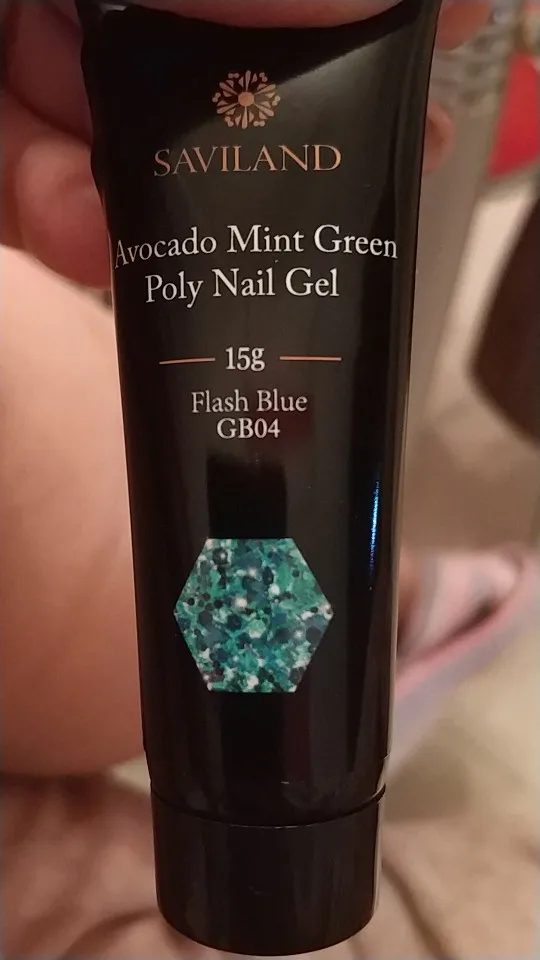 SAVILAND
Avocado Mint Green
Poly Nail Gel
15g
Flash Blue
GB04